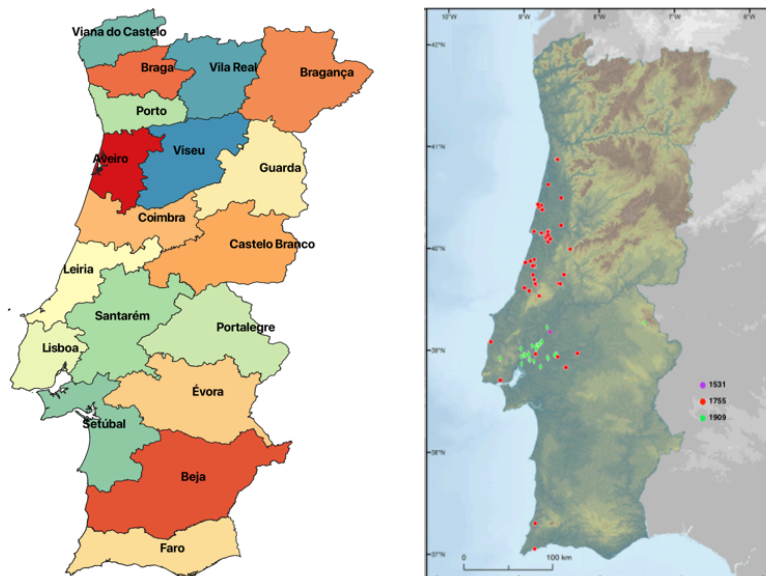 Viana do Castelo
Braga
Vila Real
Bragança
Porto
Aveiro
Viseu
Guarda
Coimbra
Castelo Branco
Leiria
Santarém
Portalegre
Lisboa
Évora
Setúbal
Beja
Faro
10°W 9°W 8°W 7°W 6°W
42°N
41°N
40°N
39°N
38°N
37°N
1531
1755
1909
0 100 km